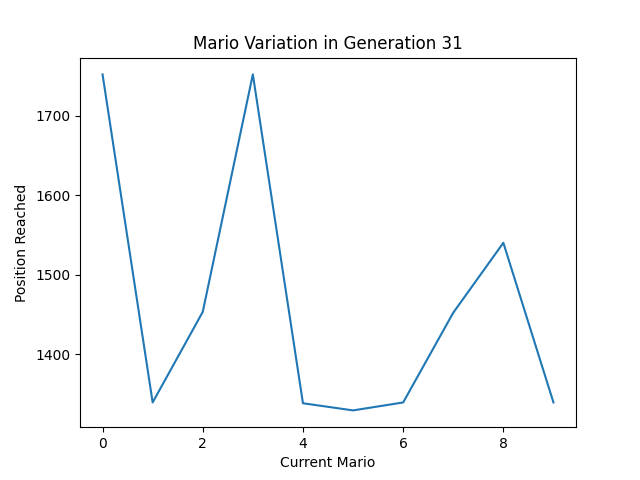 Mario Variation in Generation 31
1700
1600
1500
1400
Position Reached
0 2 4 6 8
Current Mario